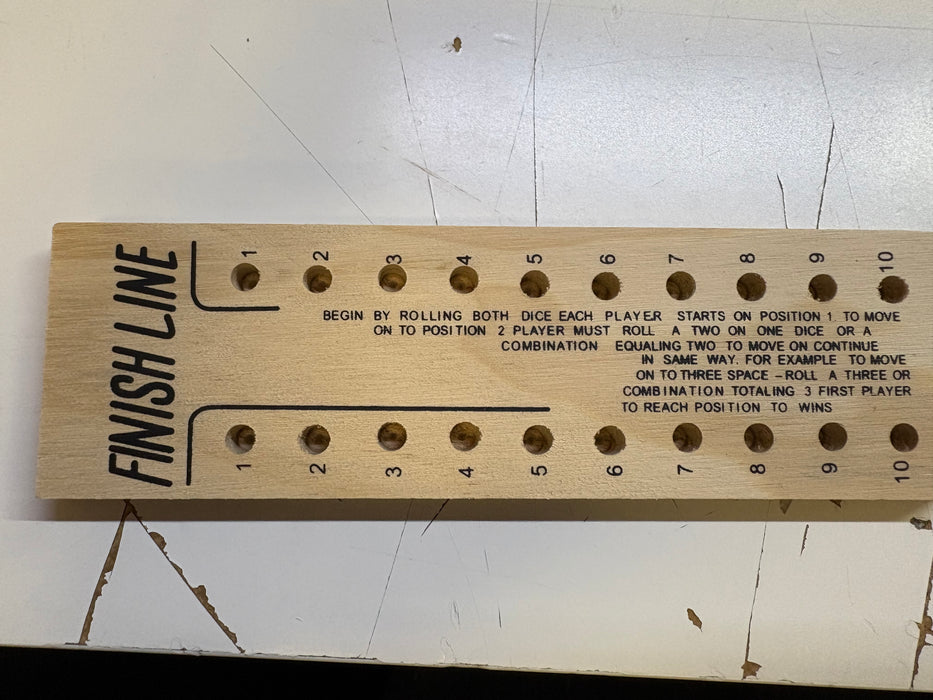 FINISH LINE
1 2 3 4 5 6 7 8 9 10
BEGIN BY ROLLING BOTH DICE EACH PLAYER STARTS ON POSITION 1. TO MOVE
ON TO POSITION 2 PLAYER MUST ROLL A TWO ON ONE DICE OR A
COMBINATION EQUALING TWO TO MOVE ON CONTINUE
IN SAME WAY. FOR EXAMPLE TO MOVE
ON TO THREE SPACE - ROLL A THREE OR
COMBINATION TOTALING 3 FIRST PLAYER
TO REACH POSITION TO WINS
1 2 3 4 5 6 7 8 9 10